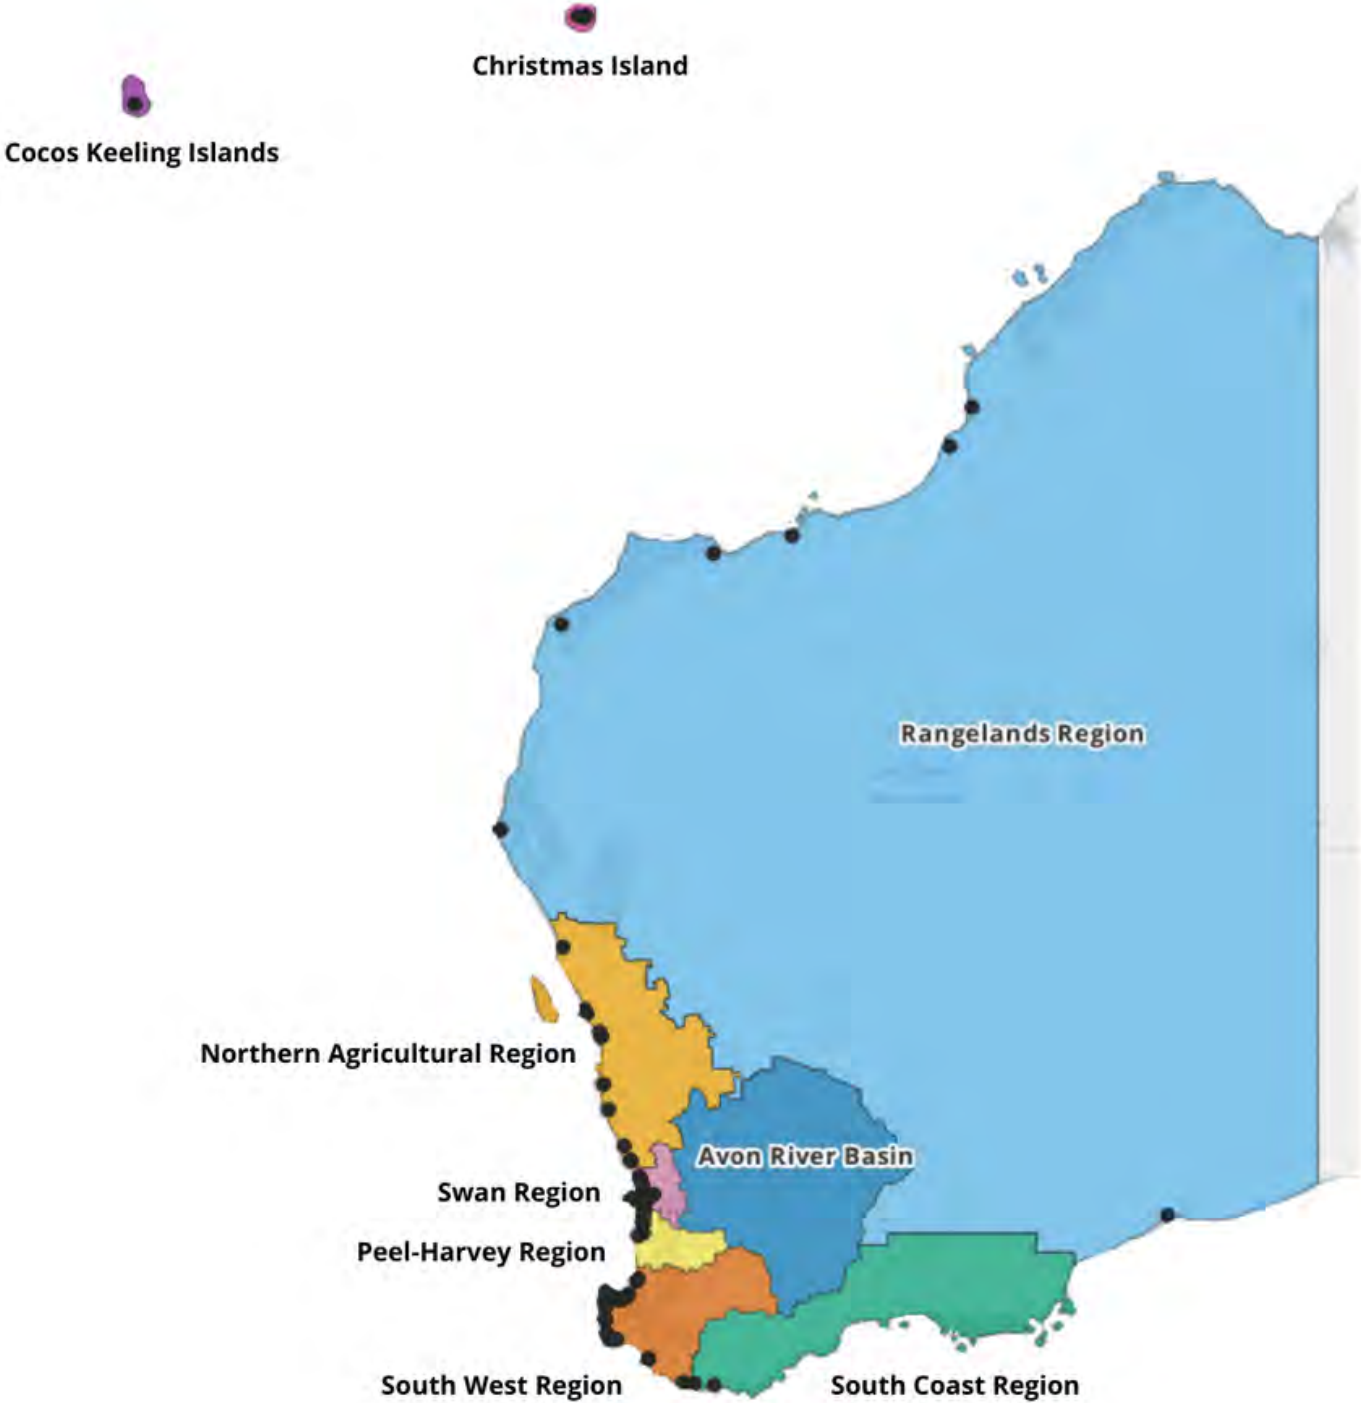 Christmas Island
Cocos Keeling Islands
Rangelands Region
Northern Agricultural Region
Avon River Basin
Swan Region
Peel-Harvey Region
South West Region
South Coast Region